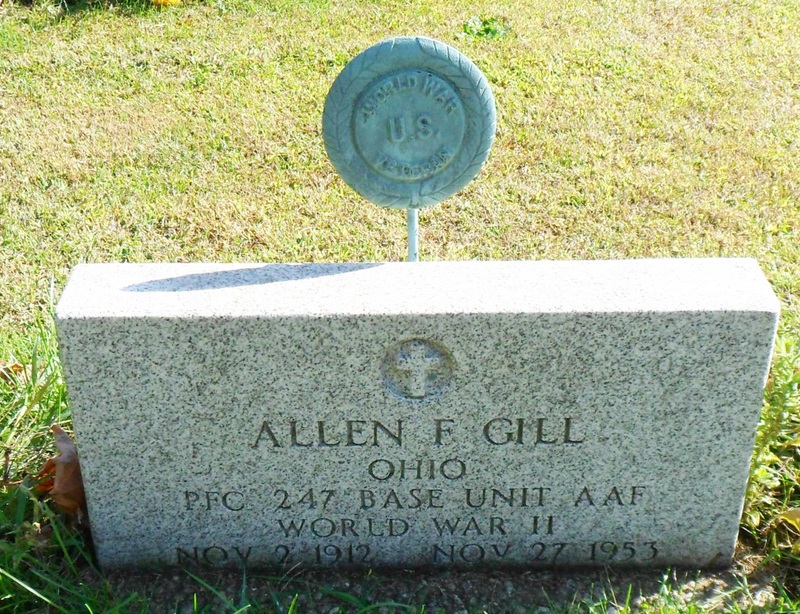 WORLD WAR
U.S.
VETERAN
ALLEN F GILL
OHIO
PFC 247 BASE UNIT AAF
WORLD WAR II
NOV 2 1912 NOV 27 1953